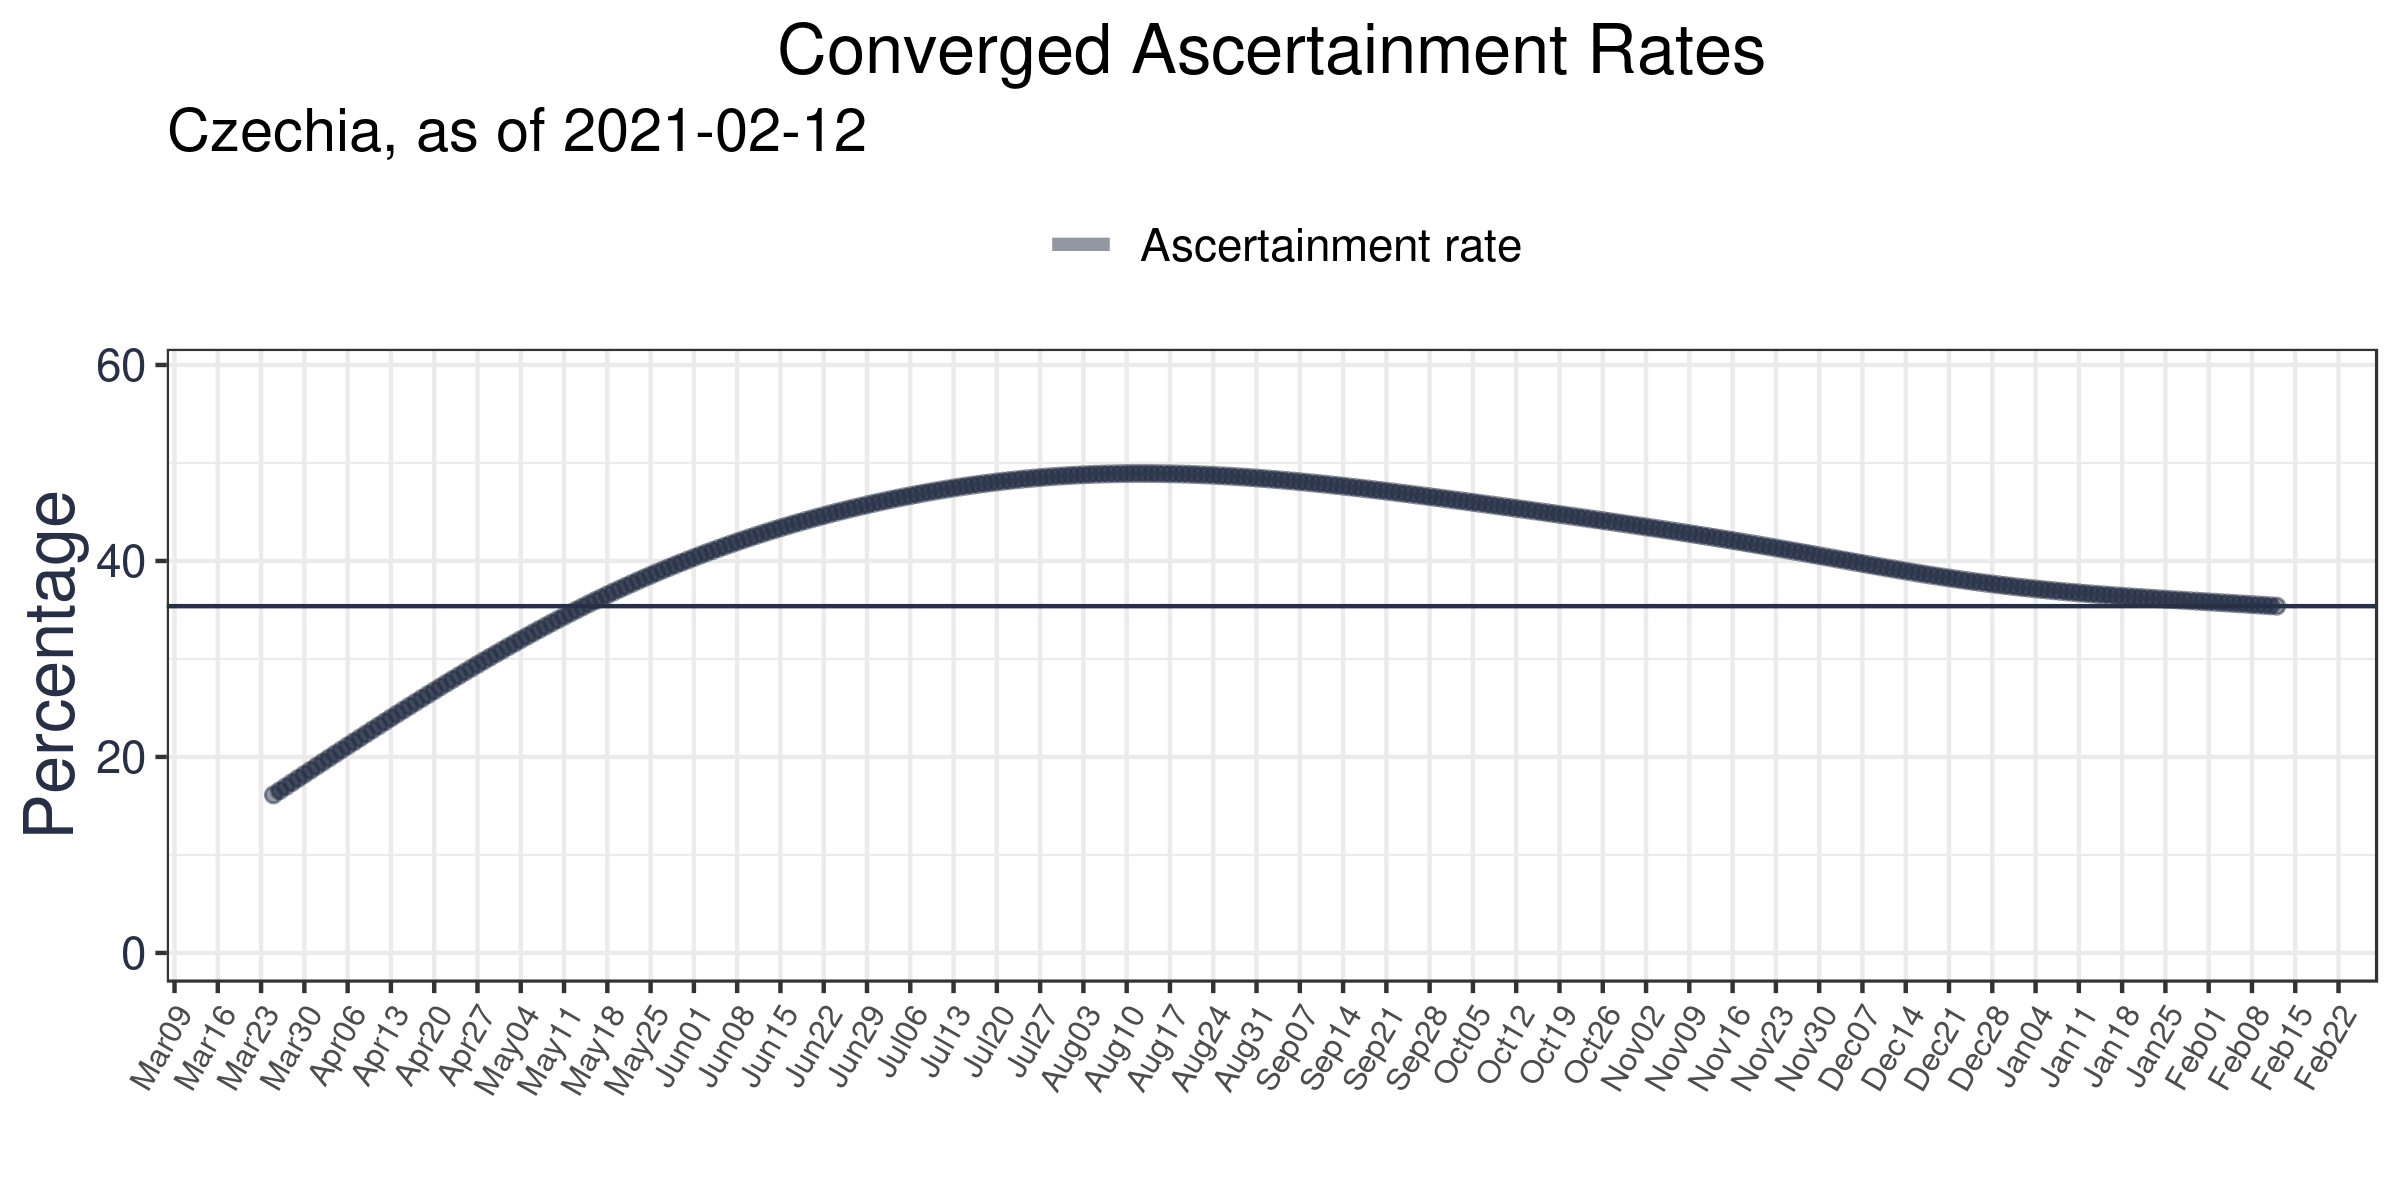 Converged Ascertainment Rates
Czechia, as of 2021-02-12
Ascertainment rate
Percentage
60
40
20
0
Mar09 Mar16 Mar23 Mar30 Apr06 Apr13 Apr20 Apr27 May04 May11 May18 May25 Jun01 Jun08 Jun15 Jun22 Jun29 Jul06 Jul13 Jul20 Jul27 Aug03 Aug10 Aug17 Aug24 Aug31 Sep07 Sep14 Sep21 Sep28 Oct05 Oct12 Oct19 Oct26 Nov02 Nov09 Nov16 Nov23 Nov30 Dec07 Dec14 Dec21 Dec28 Jan04 Jan11 Jan18 Jan25 Feb01 Feb08 Feb15 Feb22